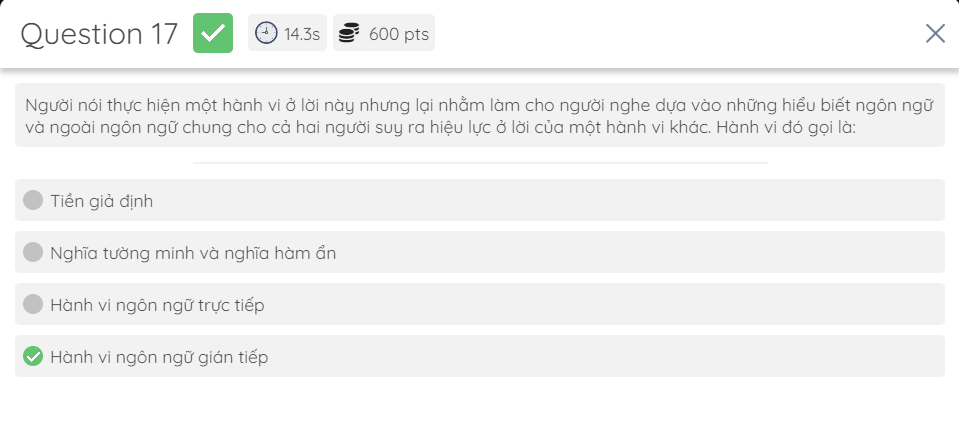 Question 17 14.3s 600 pts
Người nói thực hiện một hành vi ở lời này nhưng lại nhằm làm cho người nghe dựa vào những hiểu biết ngôn ngữ
và ngoài ngôn ngữ chung cho cả hai người suy ra hiệu lực ở lời của một hành vi khác. Hành vi đó gọi là:
Tiền giả định
Nghĩa tường minh và nghĩa hàm ẩn
Hành vi ngôn ngữ trực tiếp
Hành vi ngôn ngữ gián tiếp